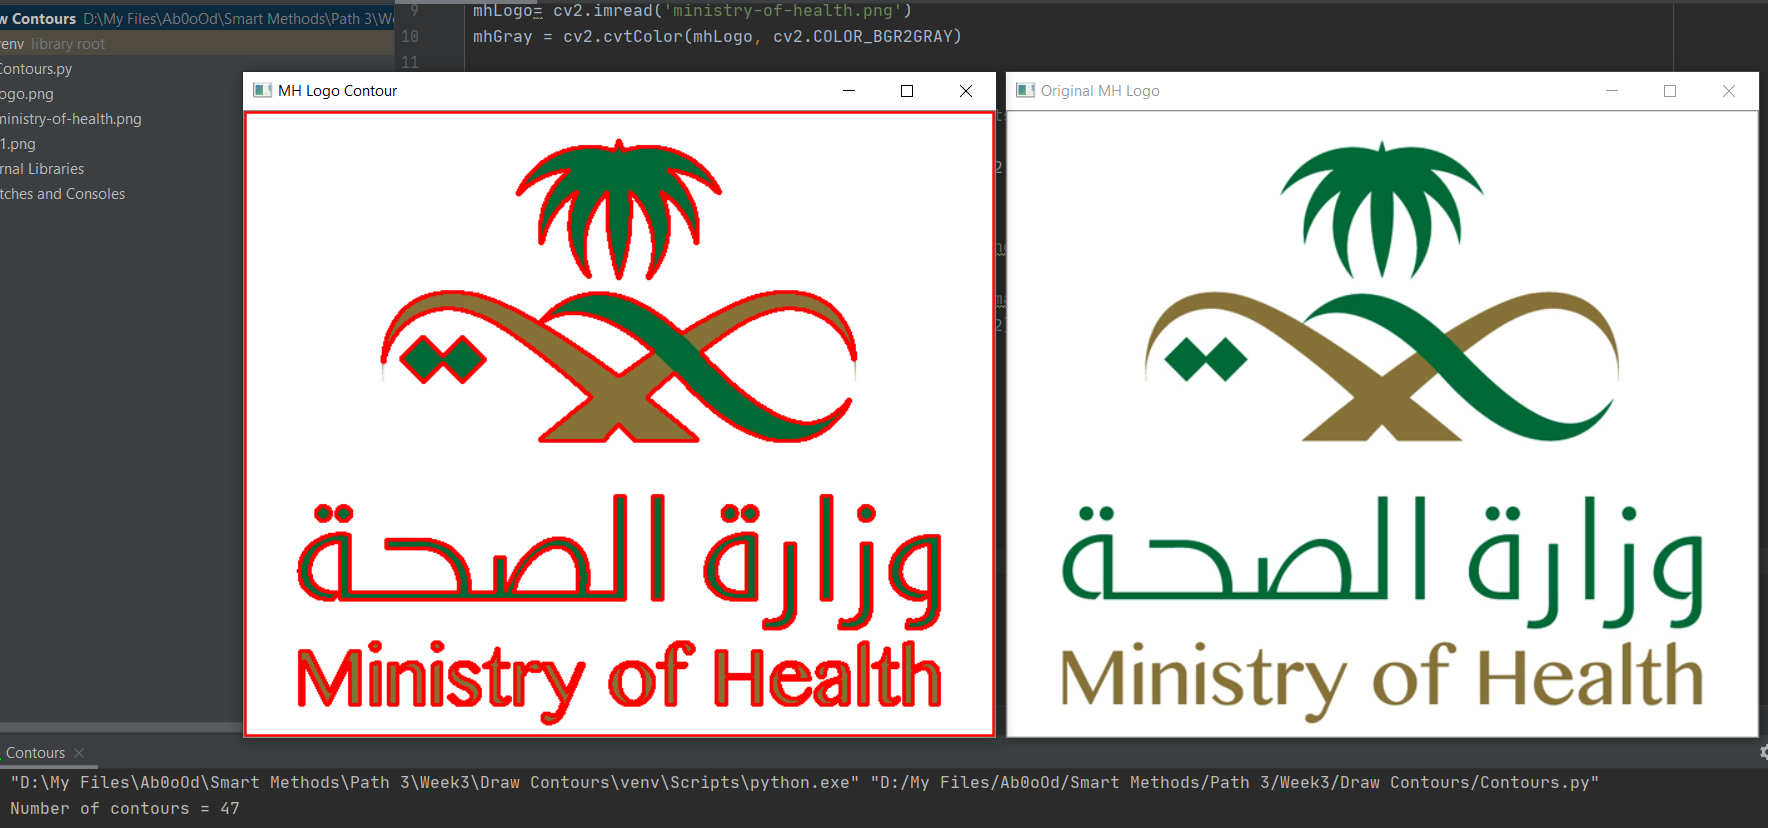 Contours D:\My Files\Ab0oOd\Smart Methods\Path 3\
venv library root
Contours.py
logo.png
ministry-of-health.png
1.png
rnal Libraries
tches and Consoles
9 mhLogo= cv2.imread('ministry-of-health.png')
10 mhGray = cv2.cvtColor(mhLogo, cv2.COLOR_BGR2GRAY)
11
MH Logo Contour
وزارة الصحة
Ministry of Health
Original MH Logo
وزارة الصحة
Ministry of Health
Contours
"D:\My Files\Ab0oOd\Smart Methods\Path 3\Week3\Draw Contours\venv\Scripts\python.exe" "D:/My Files/Ab0oOd/Smart Methods/Path 3/Week3/Draw Contours/Contours.py"
Number of contours = 47